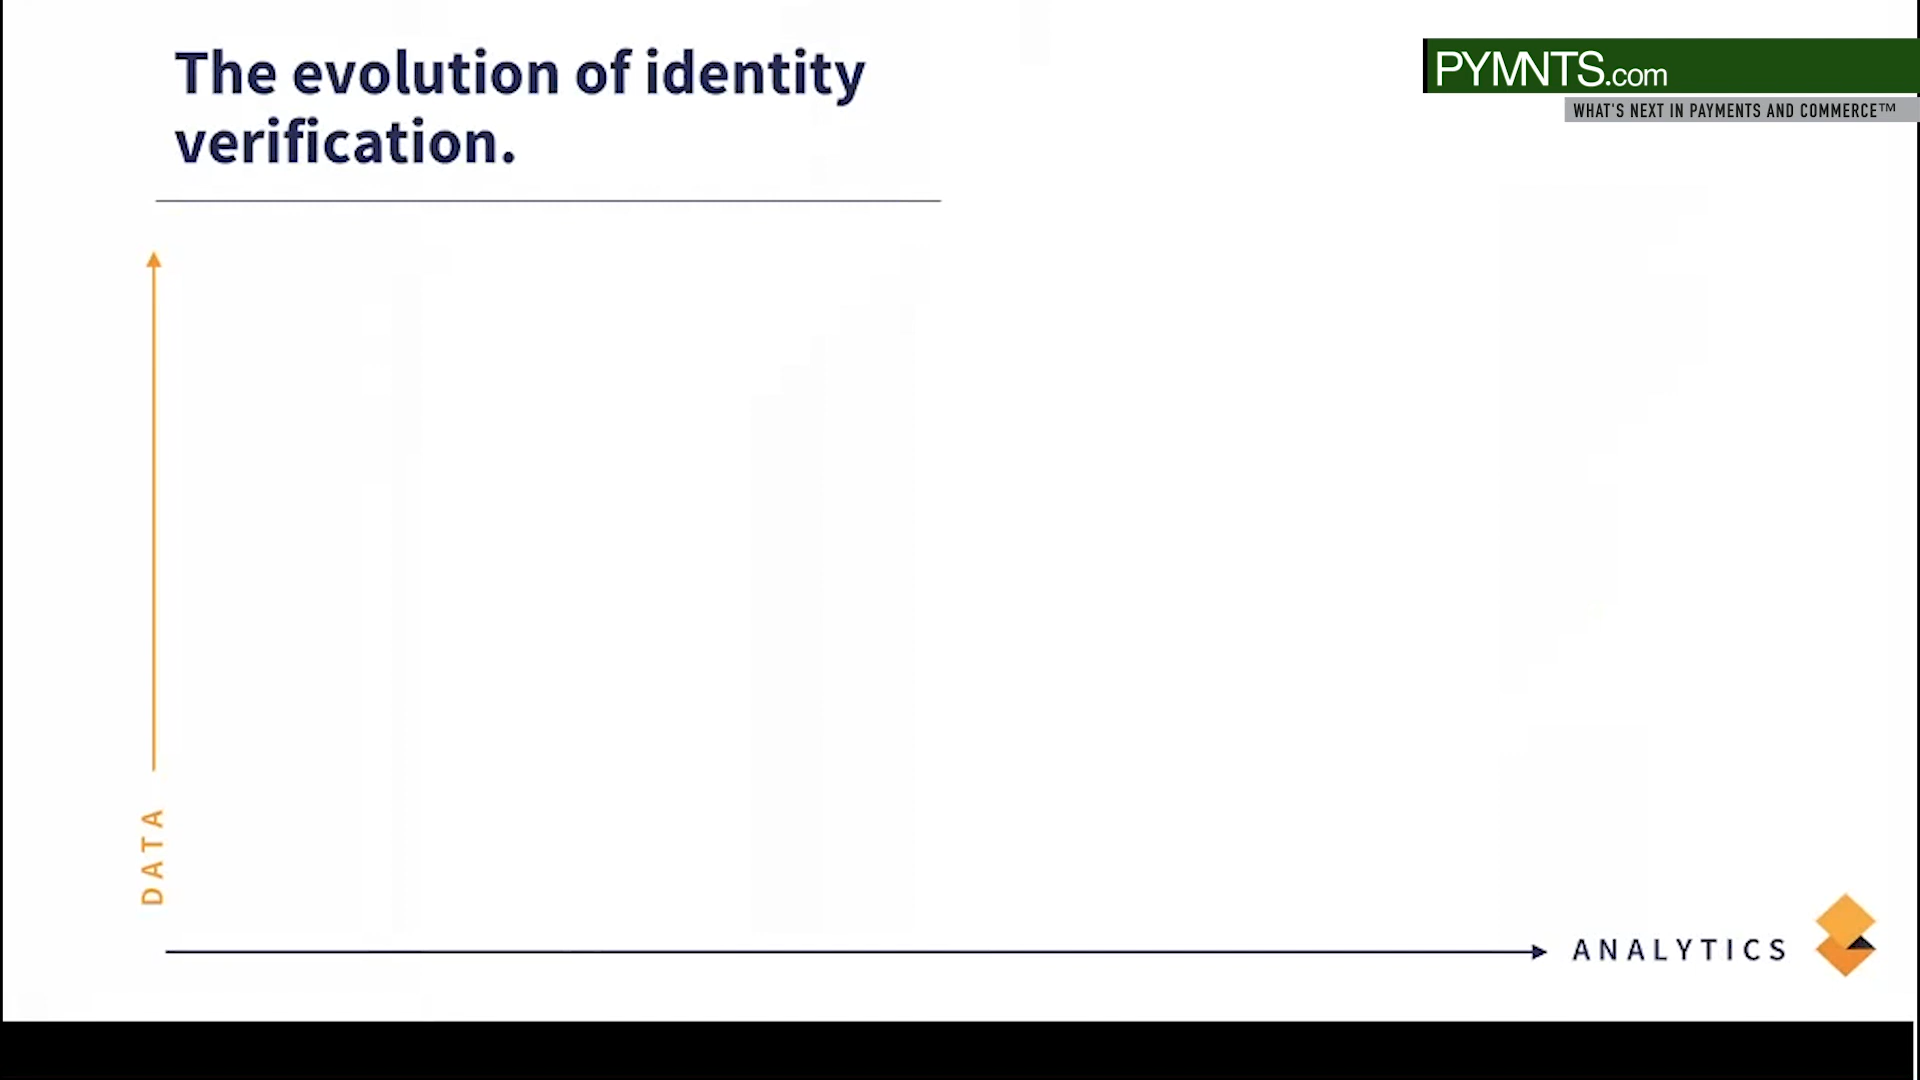 The evolution of identity
verification.
PYMNTS.com
WHAT'S NEXT IN PAYMENTS AND COMMERCE™
DATA
ANALYTICS